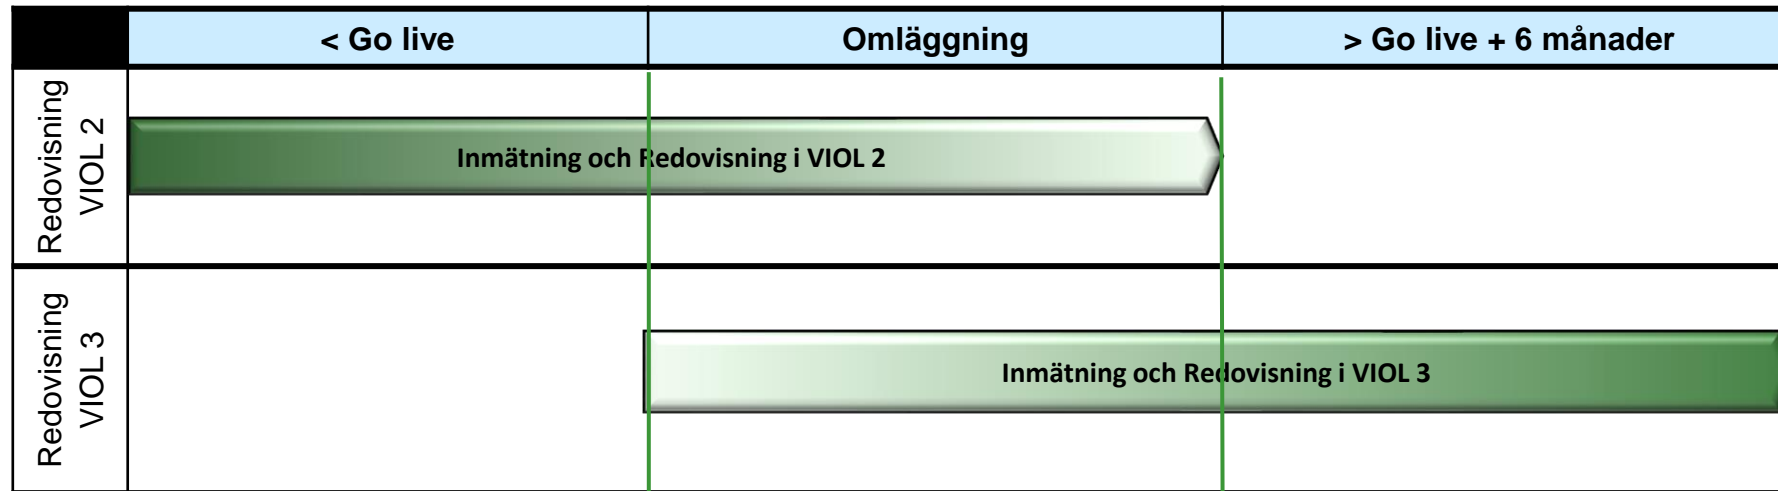 < Go live
Omläggning
> Go live + 6 månader
Redovisning
VIOL 2
Inmätning och Redovisning i VIOL 2
Redovisning
VIOL 3
Inmätning och Redovisning i VIOL 3